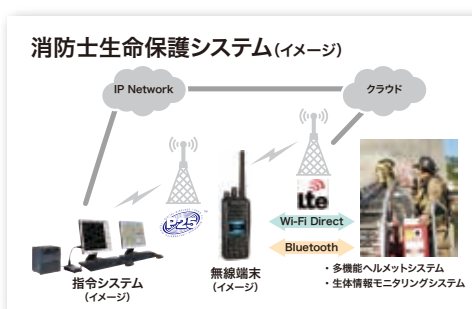 消防士生命保護システム(イメージ)
IP Network
クラウド
P25
LTE
Wi-Fi Direct
Bluetooth
指令システム
(イメージ)
無線端末
(イメージ)
・多機能ヘルメットシステム
・生体情報モニタリングシステム